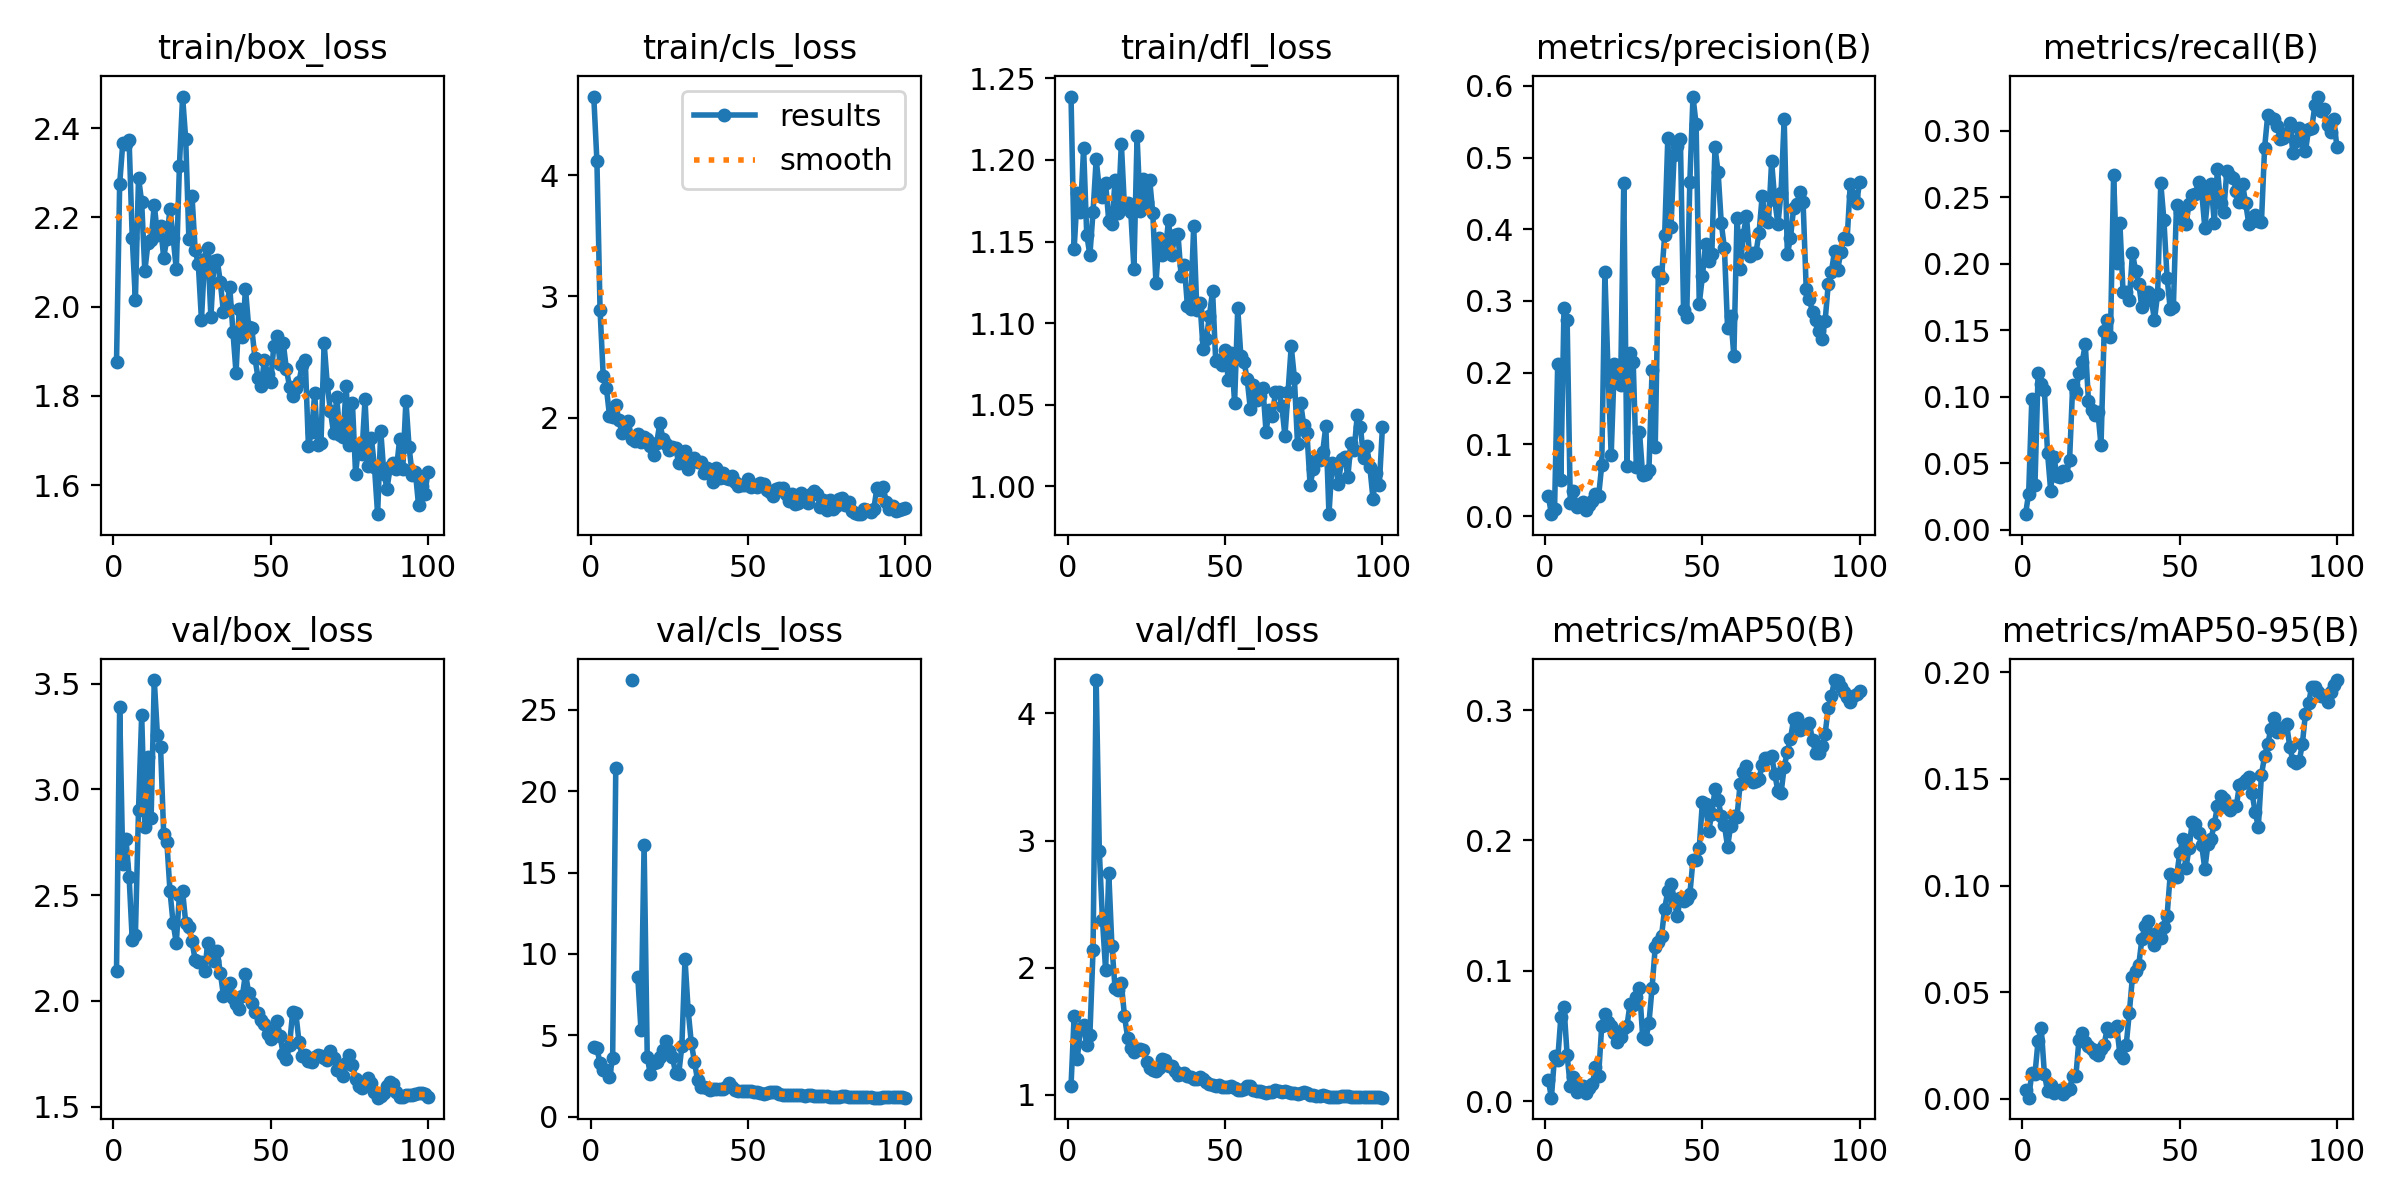 train/box_loss
2.4
2.2
2.0
1.8
1.6
0 50 100
train/cls_loss
results
smooth
4
3
2
0 50 100
train/dfl_loss
1.25
1.20
1.15
1.10
1.05
1.00
0 50 100
metrics/precision(B)
0.6
0.5
0.4
0.3
0.2
0.1
0.0
0 50 100
metrics/recall(B)
0.30
0.25
0.20
0.15
0.10
0.05
0.00
0 50 100
val/box_loss
3.5
3.0
2.5
2.0
1.5
0 50 100
val/cls_loss
25
20
15
10
5
0
0 50 100
val/dfl_loss
4
3
2
1
0 50 100
metrics/mAP50(B)
0.3
0.2
0.1
0.0
0 50 100
metrics/mAP50-95(B)
0.20
0.15
0.10
0.05
0.00
0 50 100